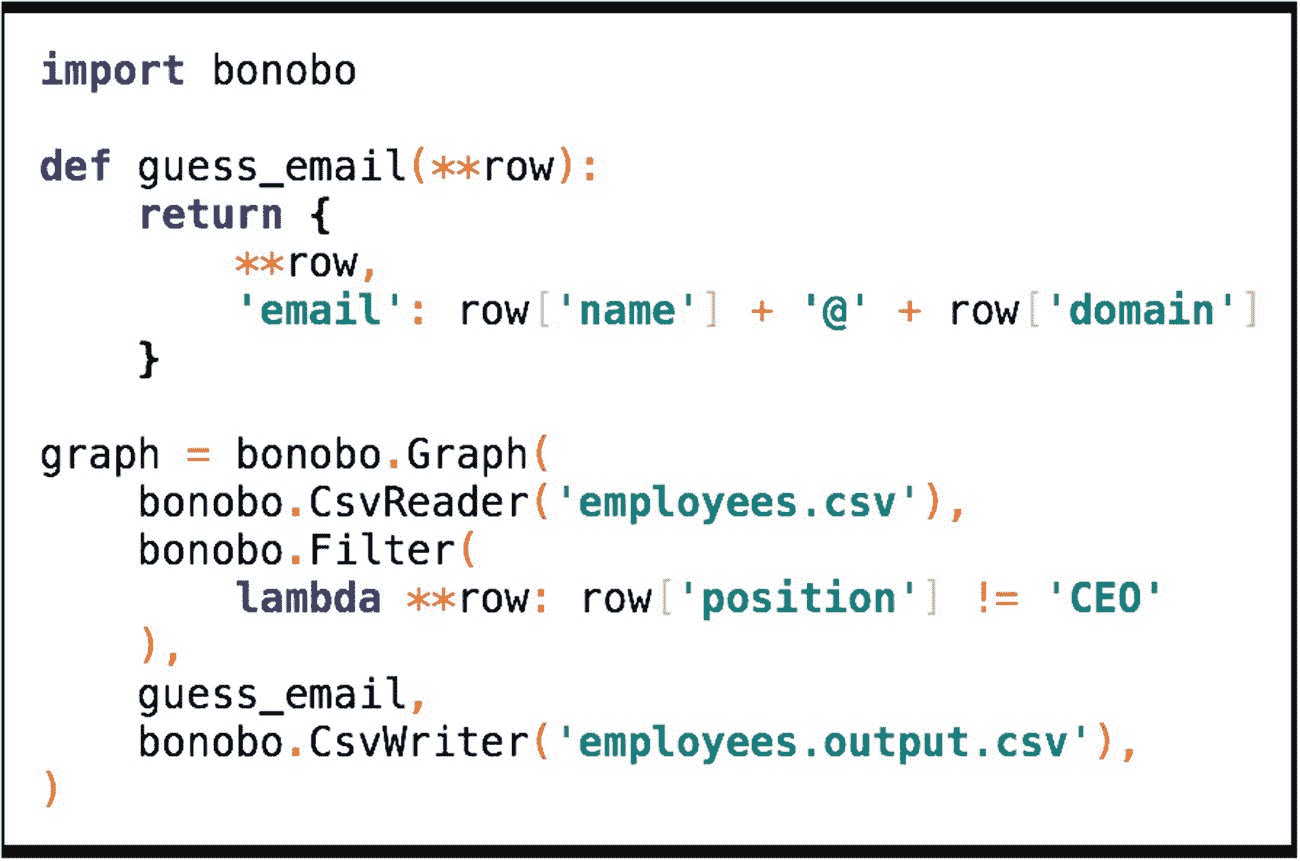 import bonobo
def guess_email(**row):
    return {
        **row,
        'email': row['name'] + '@' + row['domain']
    }
graph = bonobo.Graph(
    bonobo.CsvReader('employees.csv'),
    bonobo.Filter(
        lambda **row: row['position'] != 'CEO'
    ),
    guess_email,
    bonobo.CsvWriter('employees.output.csv'),
)